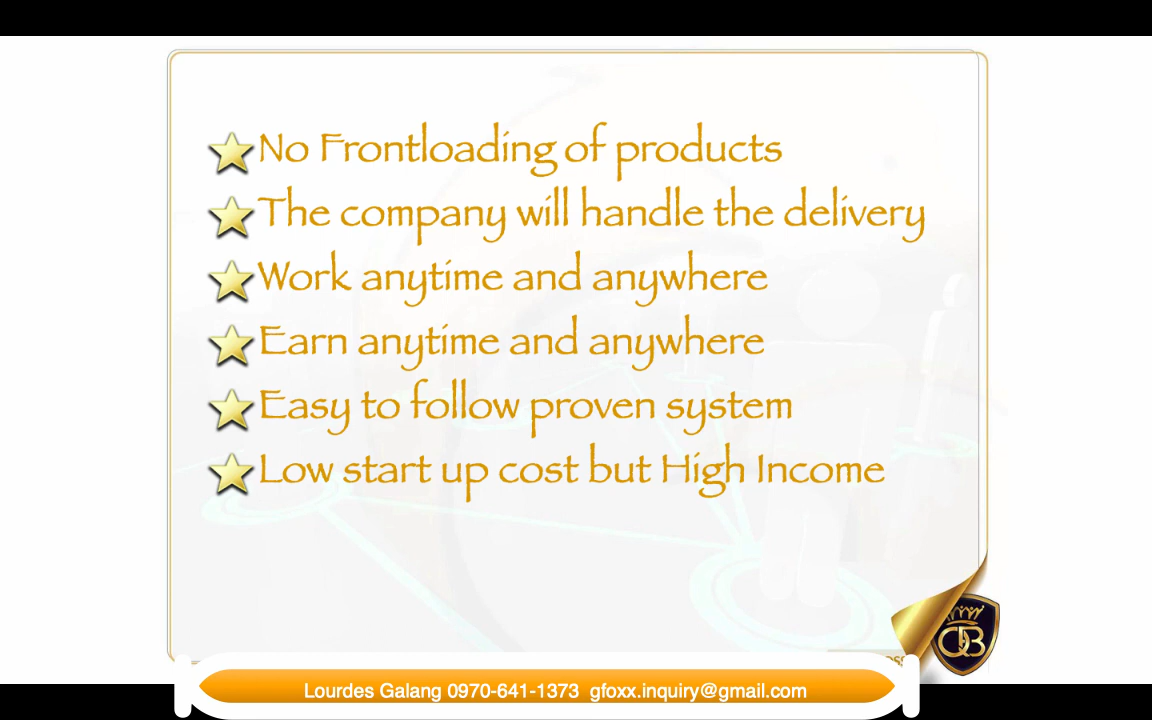 No Frontloading of products
The company will handle the delivery
Work anytime and anywhere
Earn anytime and anywhere
Easy to follow proven system
Low start up cost but High Income
Lourdes Galang 0970-641-1373 gfoxx.inquiry@gmail.com